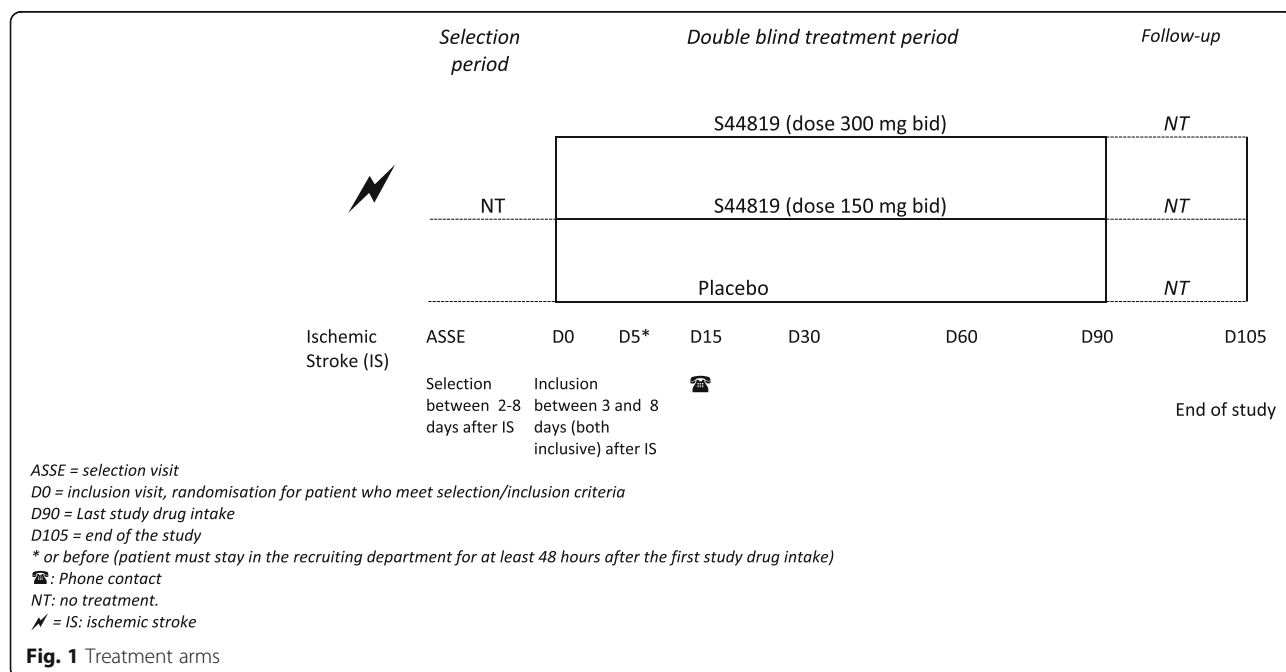 Selection
period
Double blind treatment period
Follow-up
S44819 (dose 300 mg bid)
NT
NT
S44819 (dose 150 mg bid)
NT
Placebo
NT
Ischemic
Stroke (IS)
ASSE
D0
D5*
D15
D30
D60
D90
D105
Selection
between 2-8
days after IS
Inclusion
between 3 and 8
days (both
inclusive) after IS
☎
End of study
ASSE = selection visit
D0 = inclusion visit, randomisation for patient who meet selection/inclusion criteria
D90 = Last study drug intake
D105 = end of the study
* or before (patient must stay in the recruiting department for at least 48 hours after the first study drug intake)
☎: Phone contact
NT: no treatment.
= IS: ischemic stroke
Fig. 1 Treatment arms